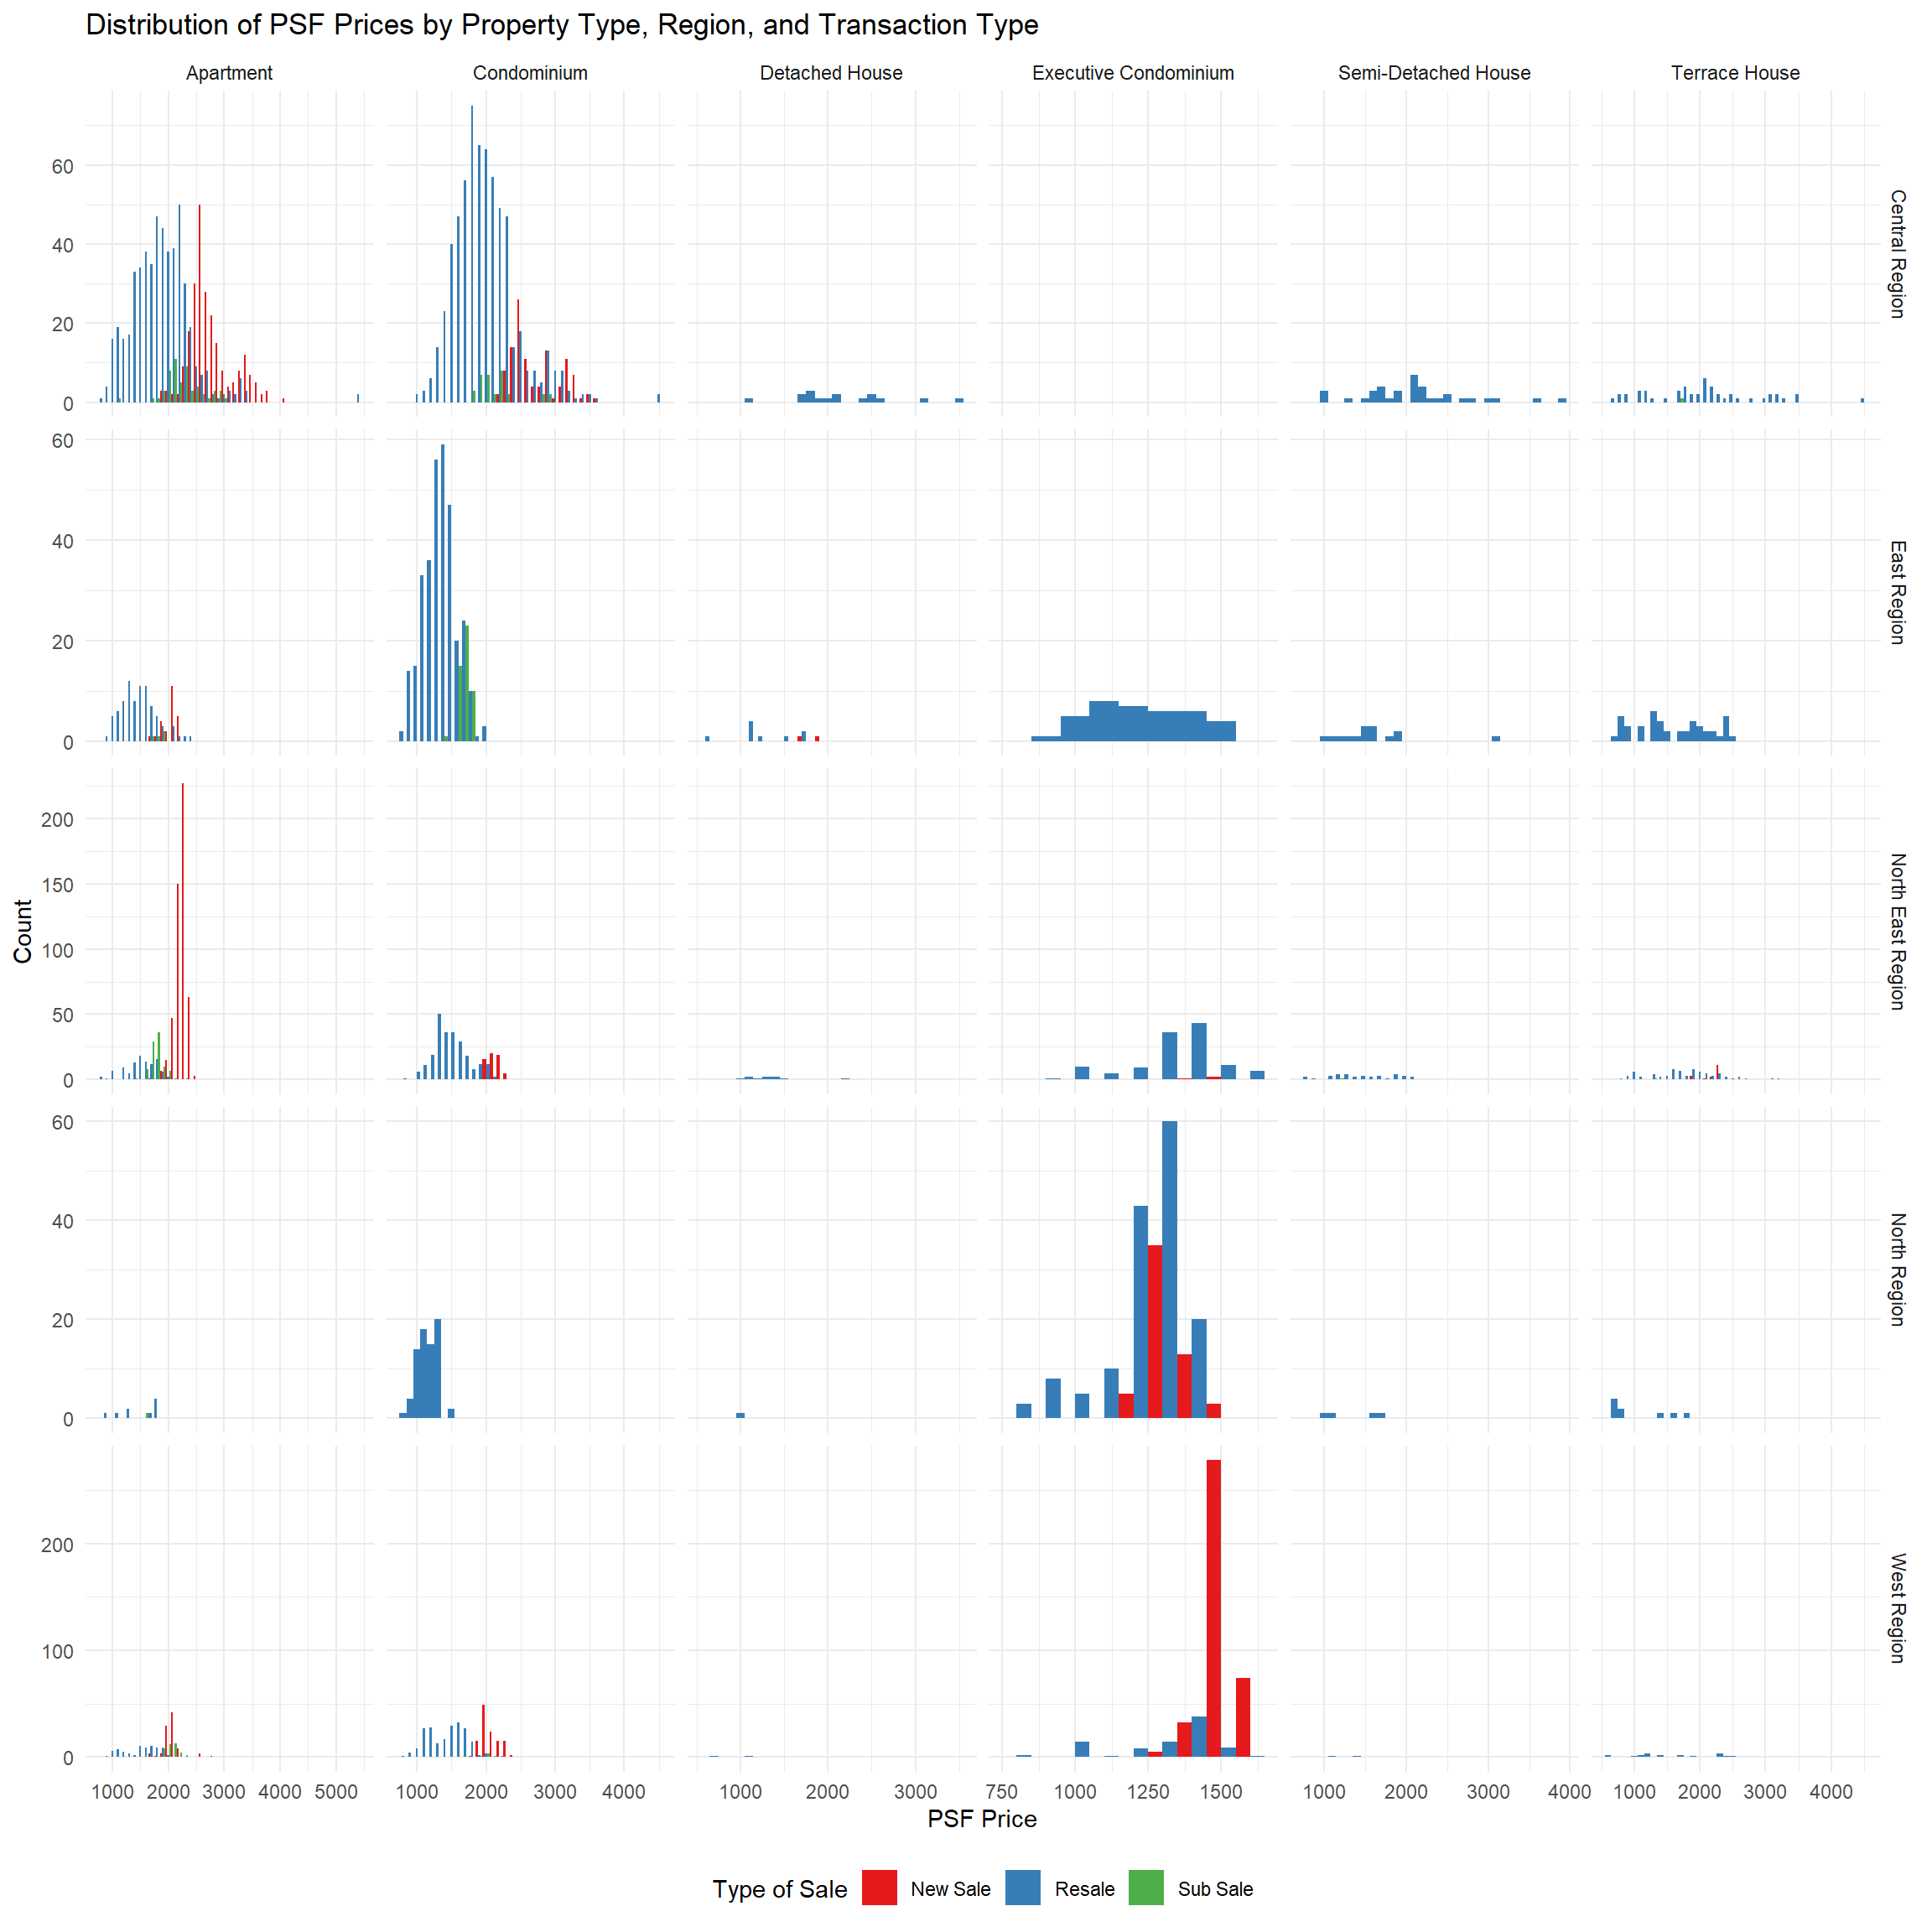 Distribution of PSF Prices by Property Type, Region, and Transaction Type
Apartment
Condominium
Detached House
Executive Condominium
Semi-Detached House
Terrace House
60
40
20
0
Central Region
60
40
20
0
East Region
200
150
100
50
0
North East Region
60
40
20
0
North Region
200
100
0
West Region
Count
1000 2000 3000 4000 5000
1000 2000 3000 4000
1000 2000 3000
750 1000 1250 1500
1000 2000 3000 4000
1000 2000 3000 4000
PSF Price
Type of Sale New Sale Resale Sub Sale